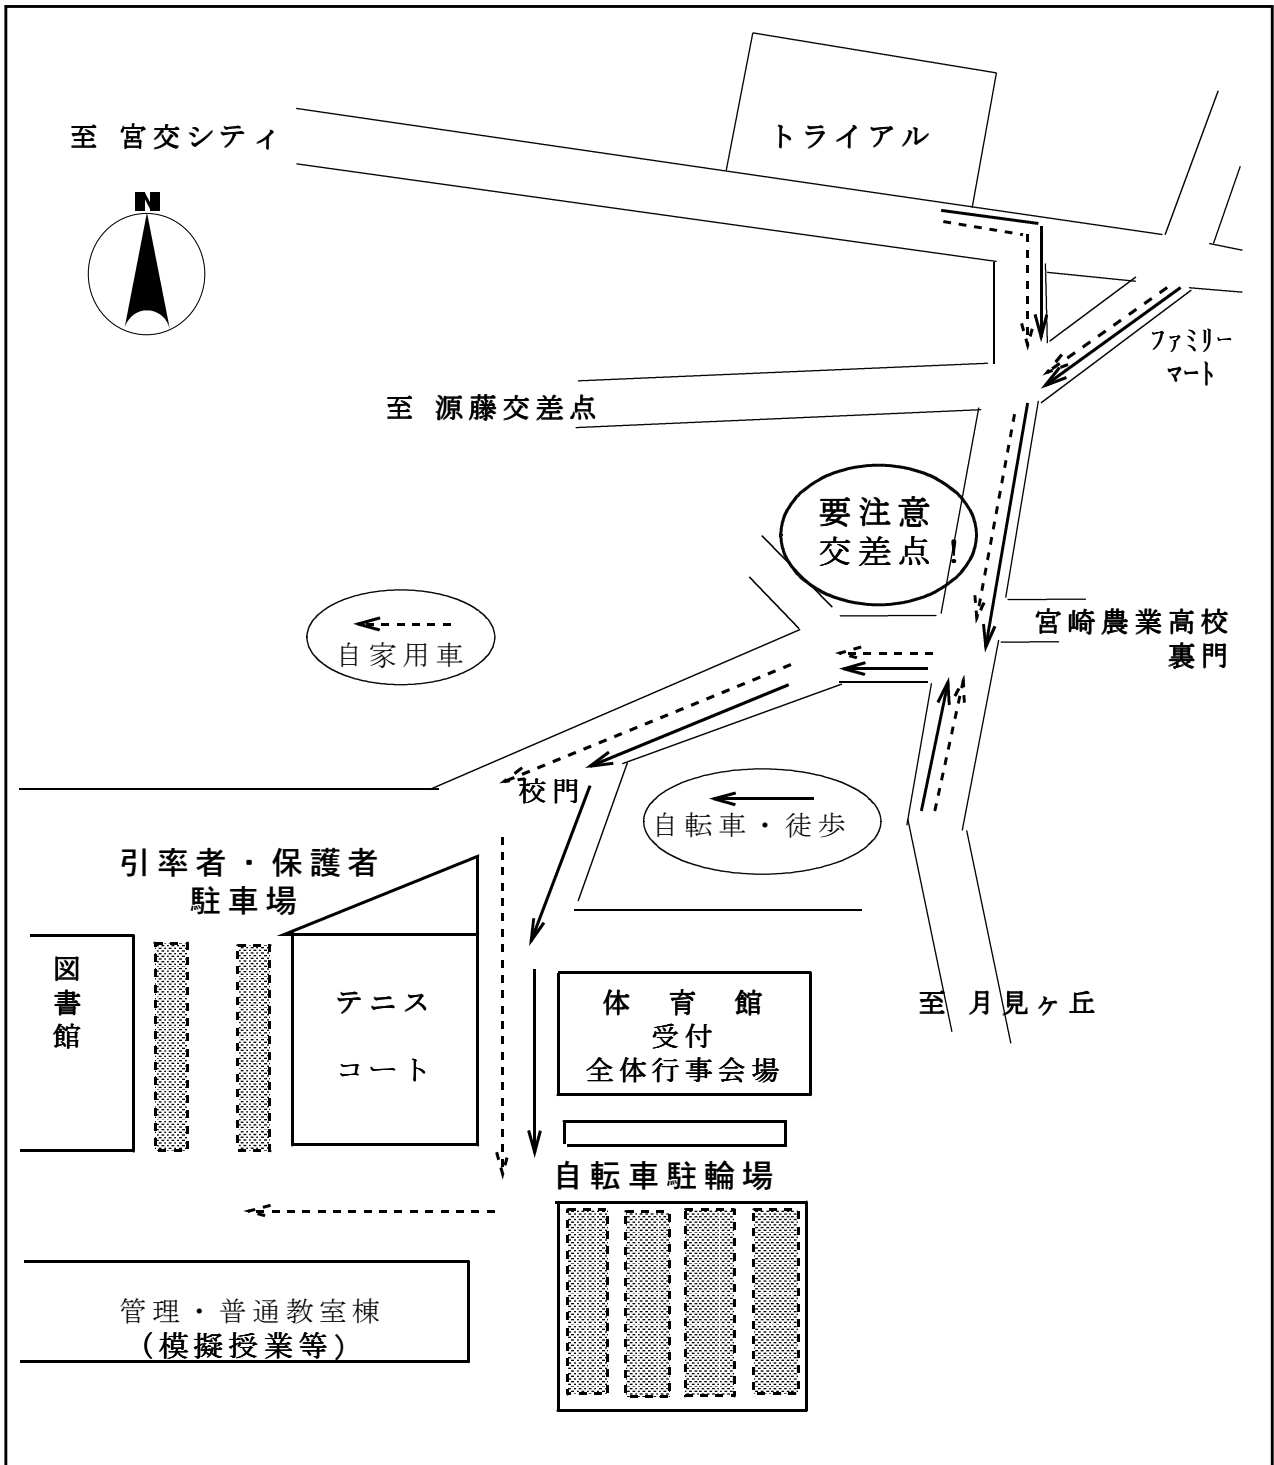 至 宮交シティ
トライアル
N
ファミリー
マート
至 源藤交差点
要注意
交差点!
自家用車
宮崎農業高校
裏門
校門
自転車・徒歩
引率者・保護者
駐車場
図書館
テニス
コート
体 育 館
受付
全体行事会場
至 月見ヶ丘
自転車駐輪場
管理・普通教室棟
(模擬授業等)